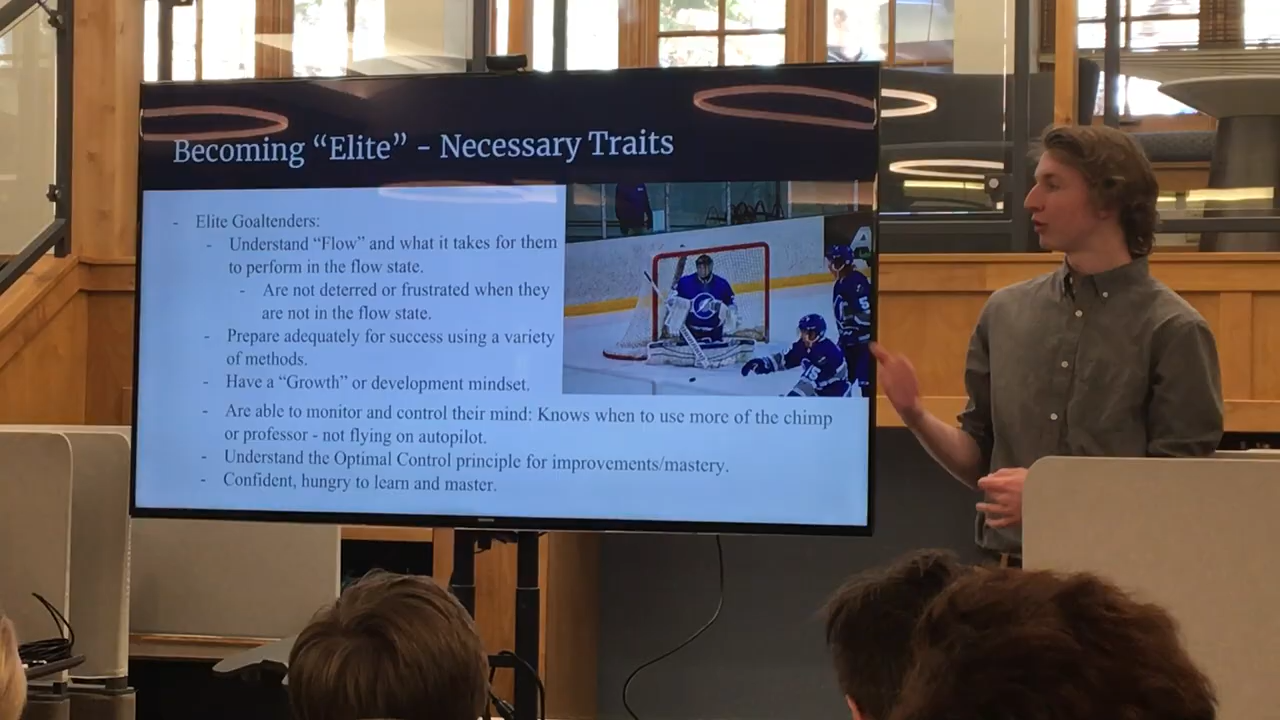 Becoming “Elite” - Necessary Traits
- Elite Goaltenders:
- Understand “Flow” and what it takes for them
to perform in the flow state.
- Are not deterred or frustrated when they
are not in the flow state.
- Prepare adequately for success using a variety
of methods.
- Have a “Growth” or development mindset.
- Are able to monitor and control their mind: Knows when to use more of the chimp
or professor - not flying on autopilot.
- Understand the Optimal Control principle for improvements/mastery.
- Confident, hungry to learn and master.
5
15